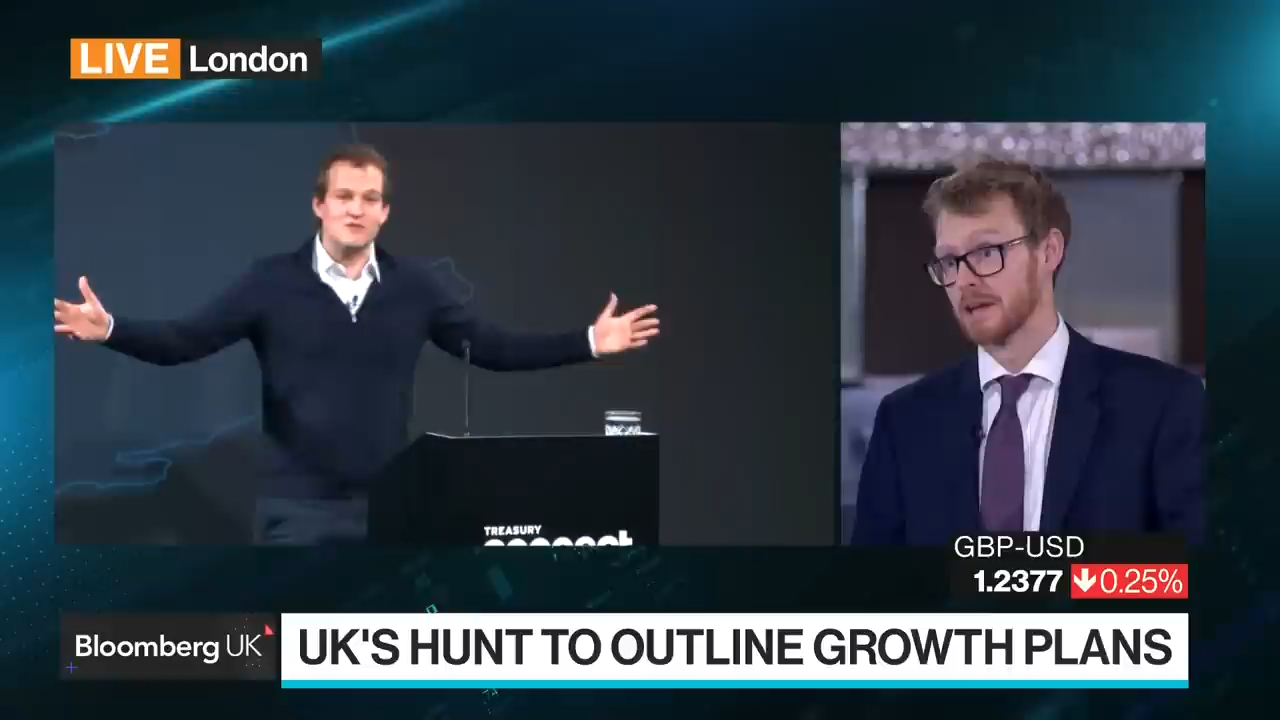 LIVE London
TREASURY
GBP-USD
1.2377 0.25%
Bloomberg UK
UK'S HUNT TO OUTLINE GROWTH PLANS